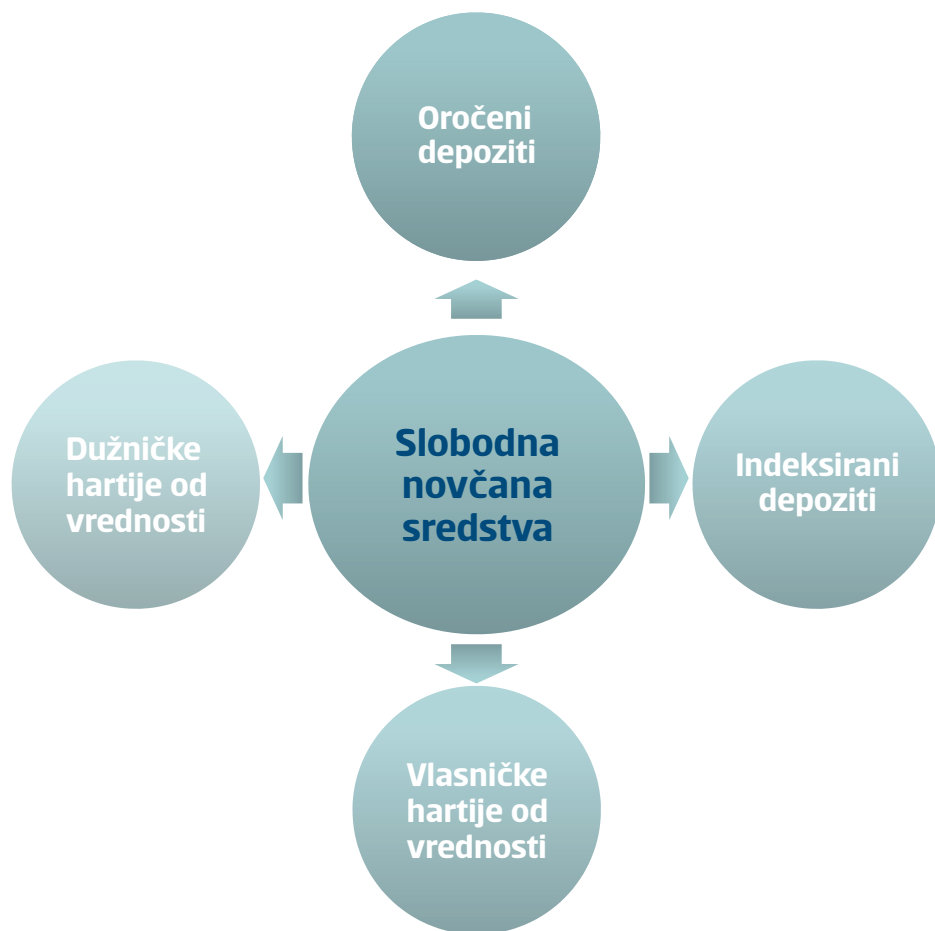 Oročeni
depoziti
Dužničke
hartije od
vrednosti
Slobodna
novčana
sredstva
Indeksirani
depoziti
Vlasničke
hartije od
vrednosti